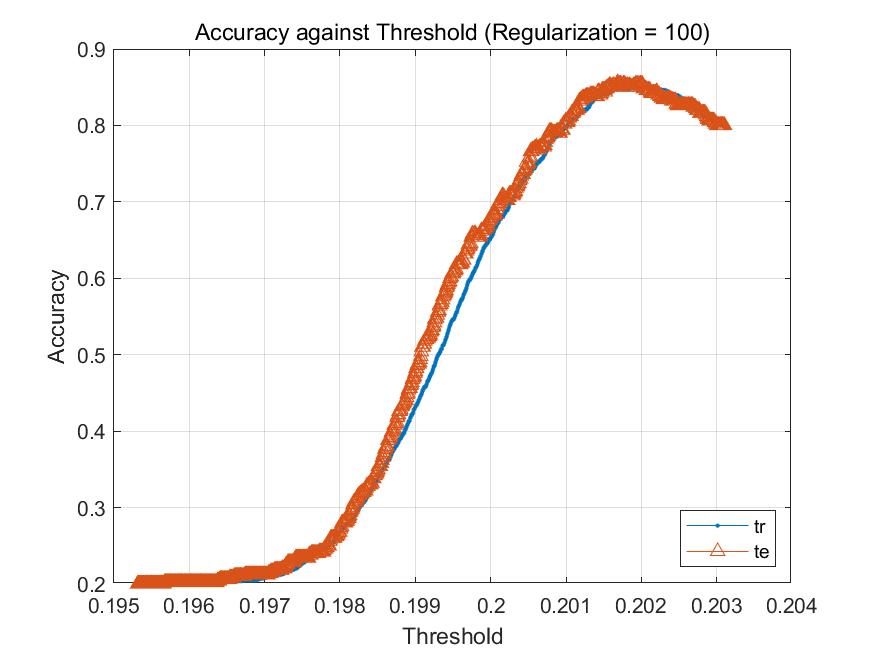 Accuracy against Threshold (Regularization = 100)
0.9
0.8
0.7
0.6
0.5
0.4
0.3
0.2
Accuracy
tr
te
0.195 0.196 0.197 0.198 0.199 0.2 0.201 0.202 0.203 0.204
Threshold